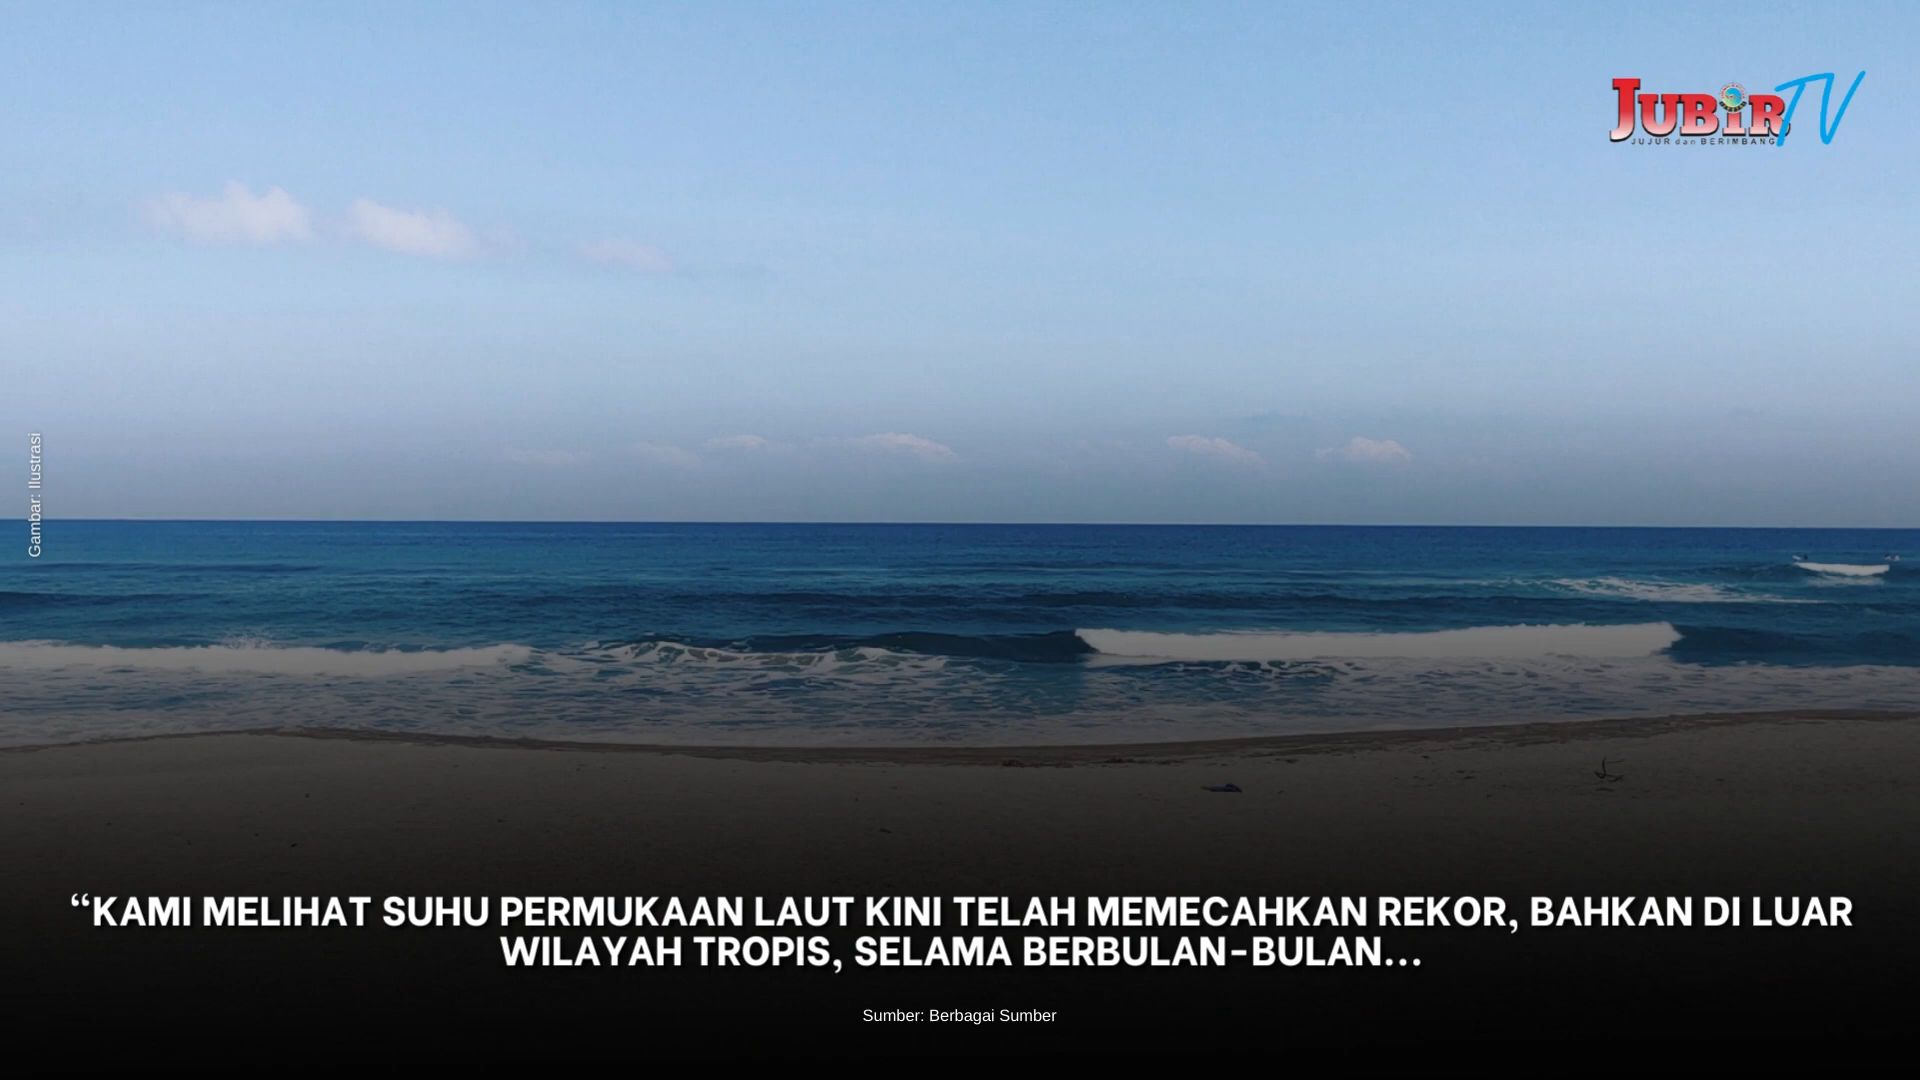 JUBIR TV
JUJUR dan BERIMBANG
Gambar: Ilustrasi
“KAMI MELIHAT SUHU PERMUKAAN LAUT KINI TELAH MEMECAHKAN REKOR, BAHKAN DI LUAR
WILAYAH TROPIS, SELAMA BERBULAN-BULAN...
Sumber: Berbagai Sumber